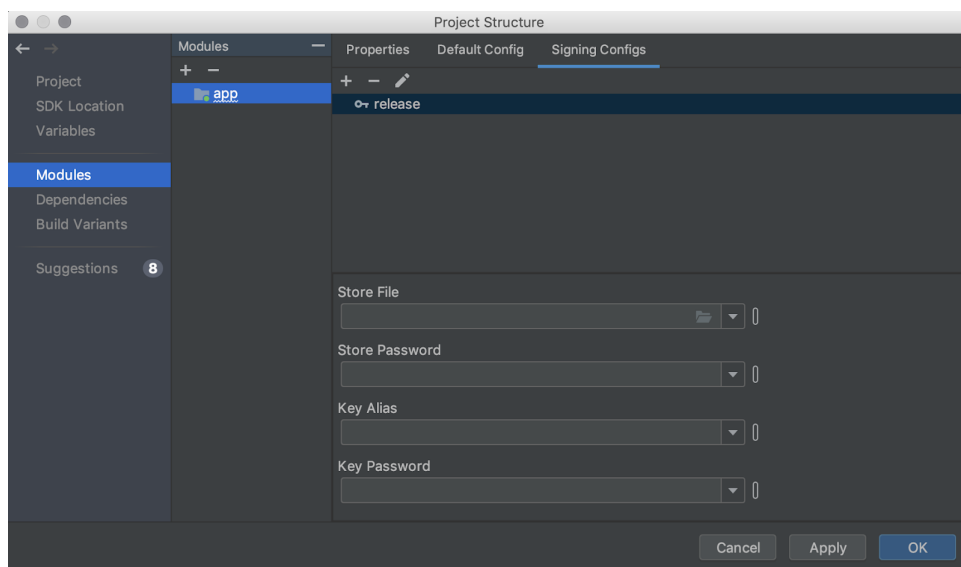 Project Structure
Project
SDK Location
Variables
Modules
Dependencies
Build Variants
Suggestions 8
Modules
app
Properties Default Config Signing Configs
release
Store File
Store Password
Key Alias
Key Password
Cancel Apply OK